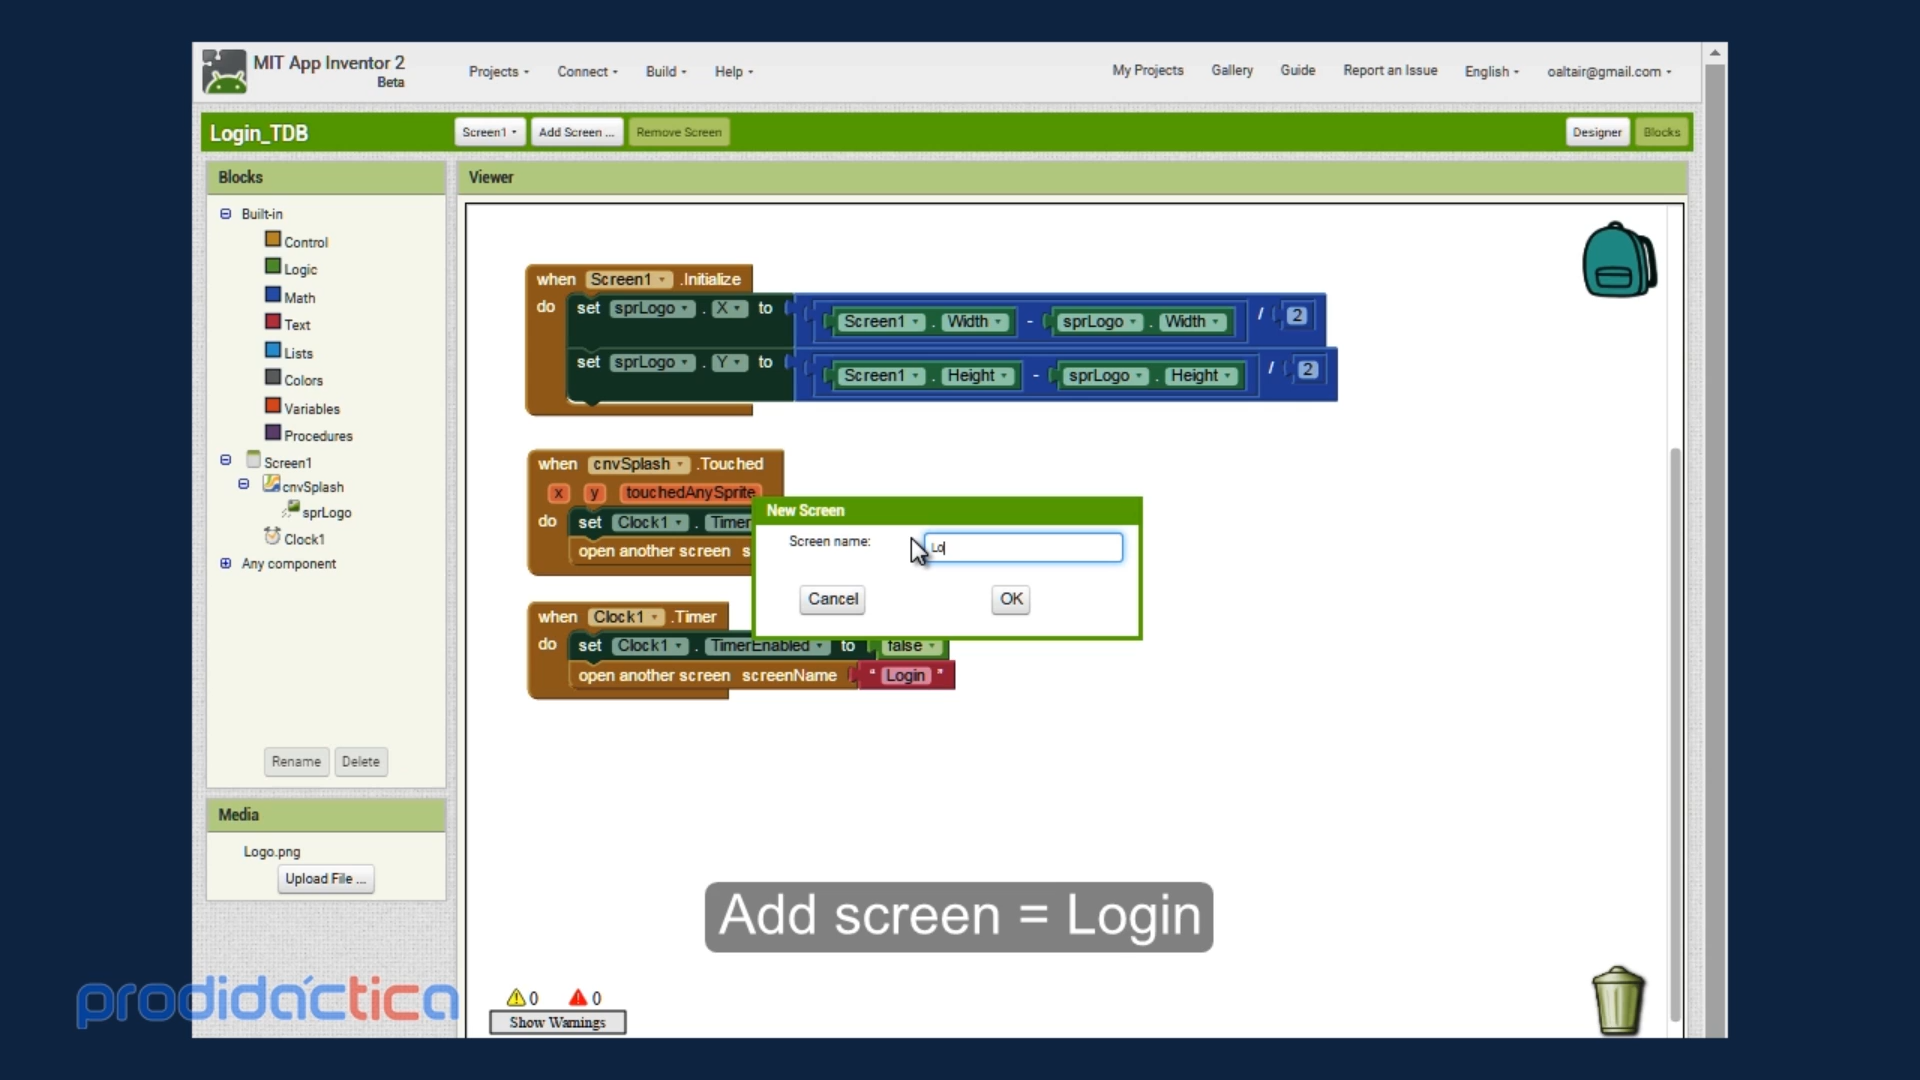 MIT App Inventor 2
Beta
Projects
Connect
Build
Help
My Projects
Gallery
Guide
Report an Issue
English
oaltair@gmail.com
Login_TDB
Screen1
Add Screen ...
Remove Screen
Designer
Blocks
Blocks
Viewer
Built-in
Control
Logic
Math
Text
Lists
Colors
Variables
Procedures
Screen1
cnvSplash
sprLogo
Clock1
Any component
Rename
Delete
Media
Logo.png
Upload File ...
when Screen1 .Initialize
do set sprLogo . X to Screen1 . Width - sprLogo . Width / 2
set sprLogo . Y to Screen1 . Height - sprLogo . Height / 2
when cnvSplash .Touched
x y touchedAnySprite
do set Clock1 . Timer
open another screen s
New Screen
Screen name: Lo
Cancel
OK
when Clock1 .Timer
do set Clock1 . TimerEnabled to false
open another screen screenName " Login "
Add screen = Login
prodidáctica
0 0
Show Warnings